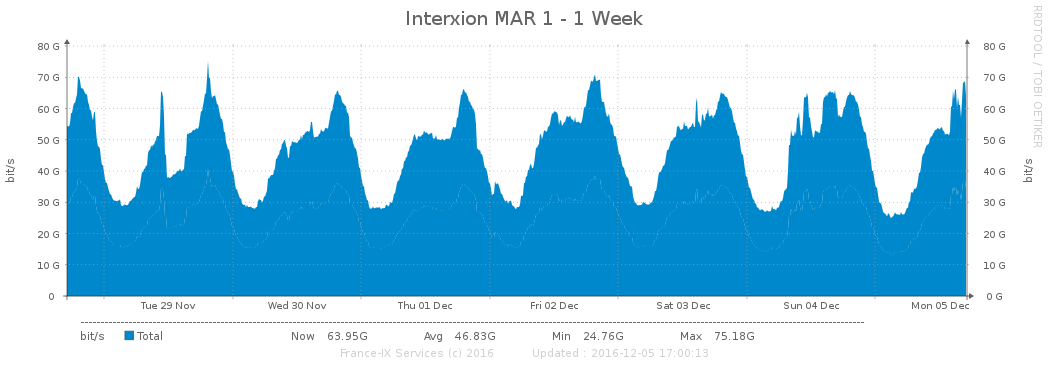 Interxion MAR 1 - 1 Week
RRDTOOL / TOBI OETIKER
bit/s
80 G 80 G
70 G 70 G
60 G 60 G
50 G 50 G
40 G 40 G
30 G 30 G
20 G 20 G
10 G 10 G
0 0 G
bit/s
Tue 29 Nov Wed 30 Nov Thu 01 Dec Fri 02 Dec Sat 03 Dec Sun 04 Dec Mon 05 Dec
bit/s Total Now 63.95G Avg 46.83G Min 24.76G Max 75.18G
France-IX Services (c) 2016 Updated : 2016-12-05 17:00:13